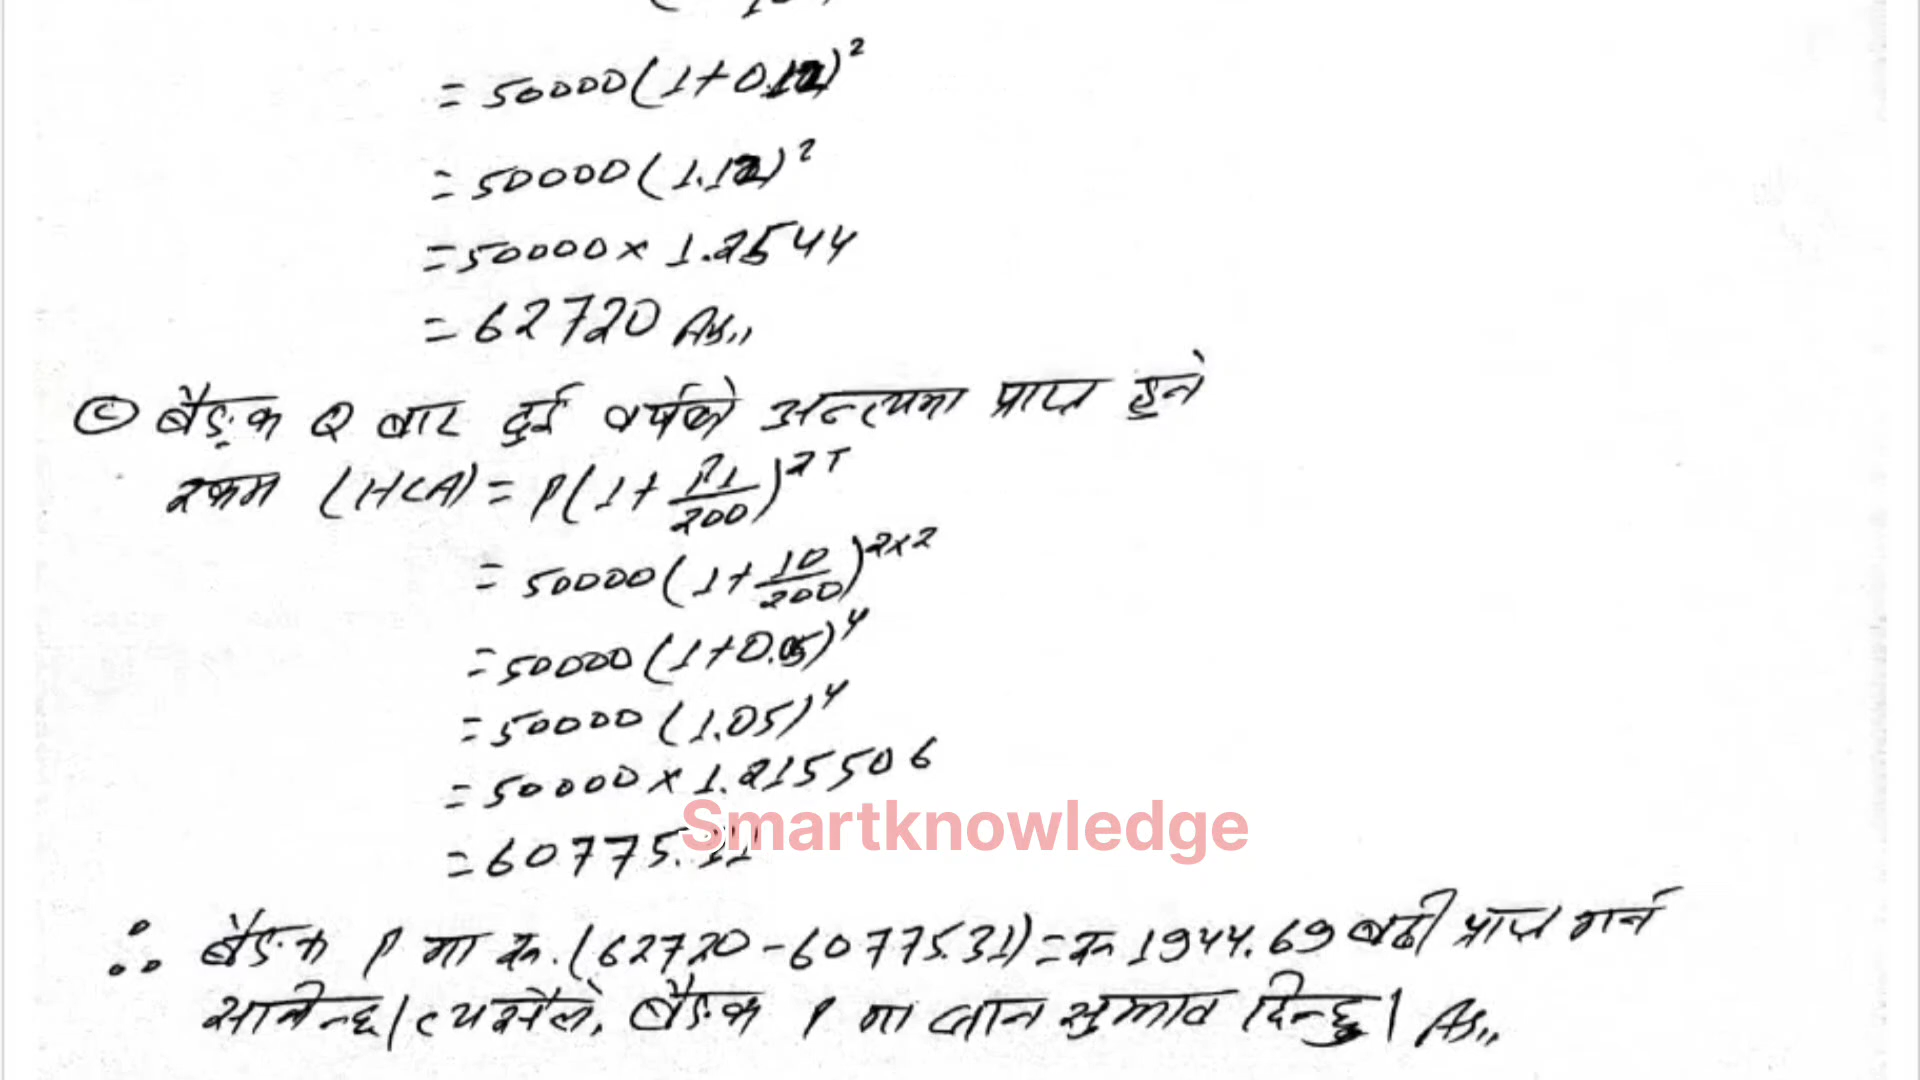 = 50000(1+0.12)²
= 50000(1.12)²
= 50000 × 1.2544
= 62720 Ans,,
ⓒ बैङ्क Q बाट दुई वर्षको अन्त्यमा प्राप्त हुने
रकम (HCA) = P(1 + R1/200)^2T
= 50000(1 + 10/200)^2×2
= 50000(1+0.05)⁴
= 50000(1.05)⁴
= 50000 × 1.215506
= 60775.31
Smartknowledge
∴ बैङ्क P मा रू.(62720-60775.31) = रू 1944.69 बढी प्राप्त गर्न
सकिन्छ। त्यसैले, बैङ्क P मा जान सुझाव दिन्छु। Ans,,